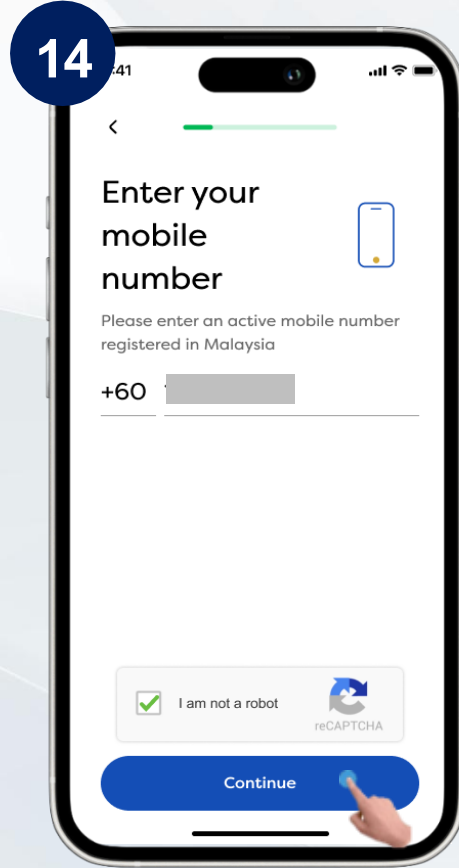 14
:41
Enter your
mobile
number
Please enter an active mobile number
registered in Malaysia
+60
I am not a robot
reCAPTCHA
Continue